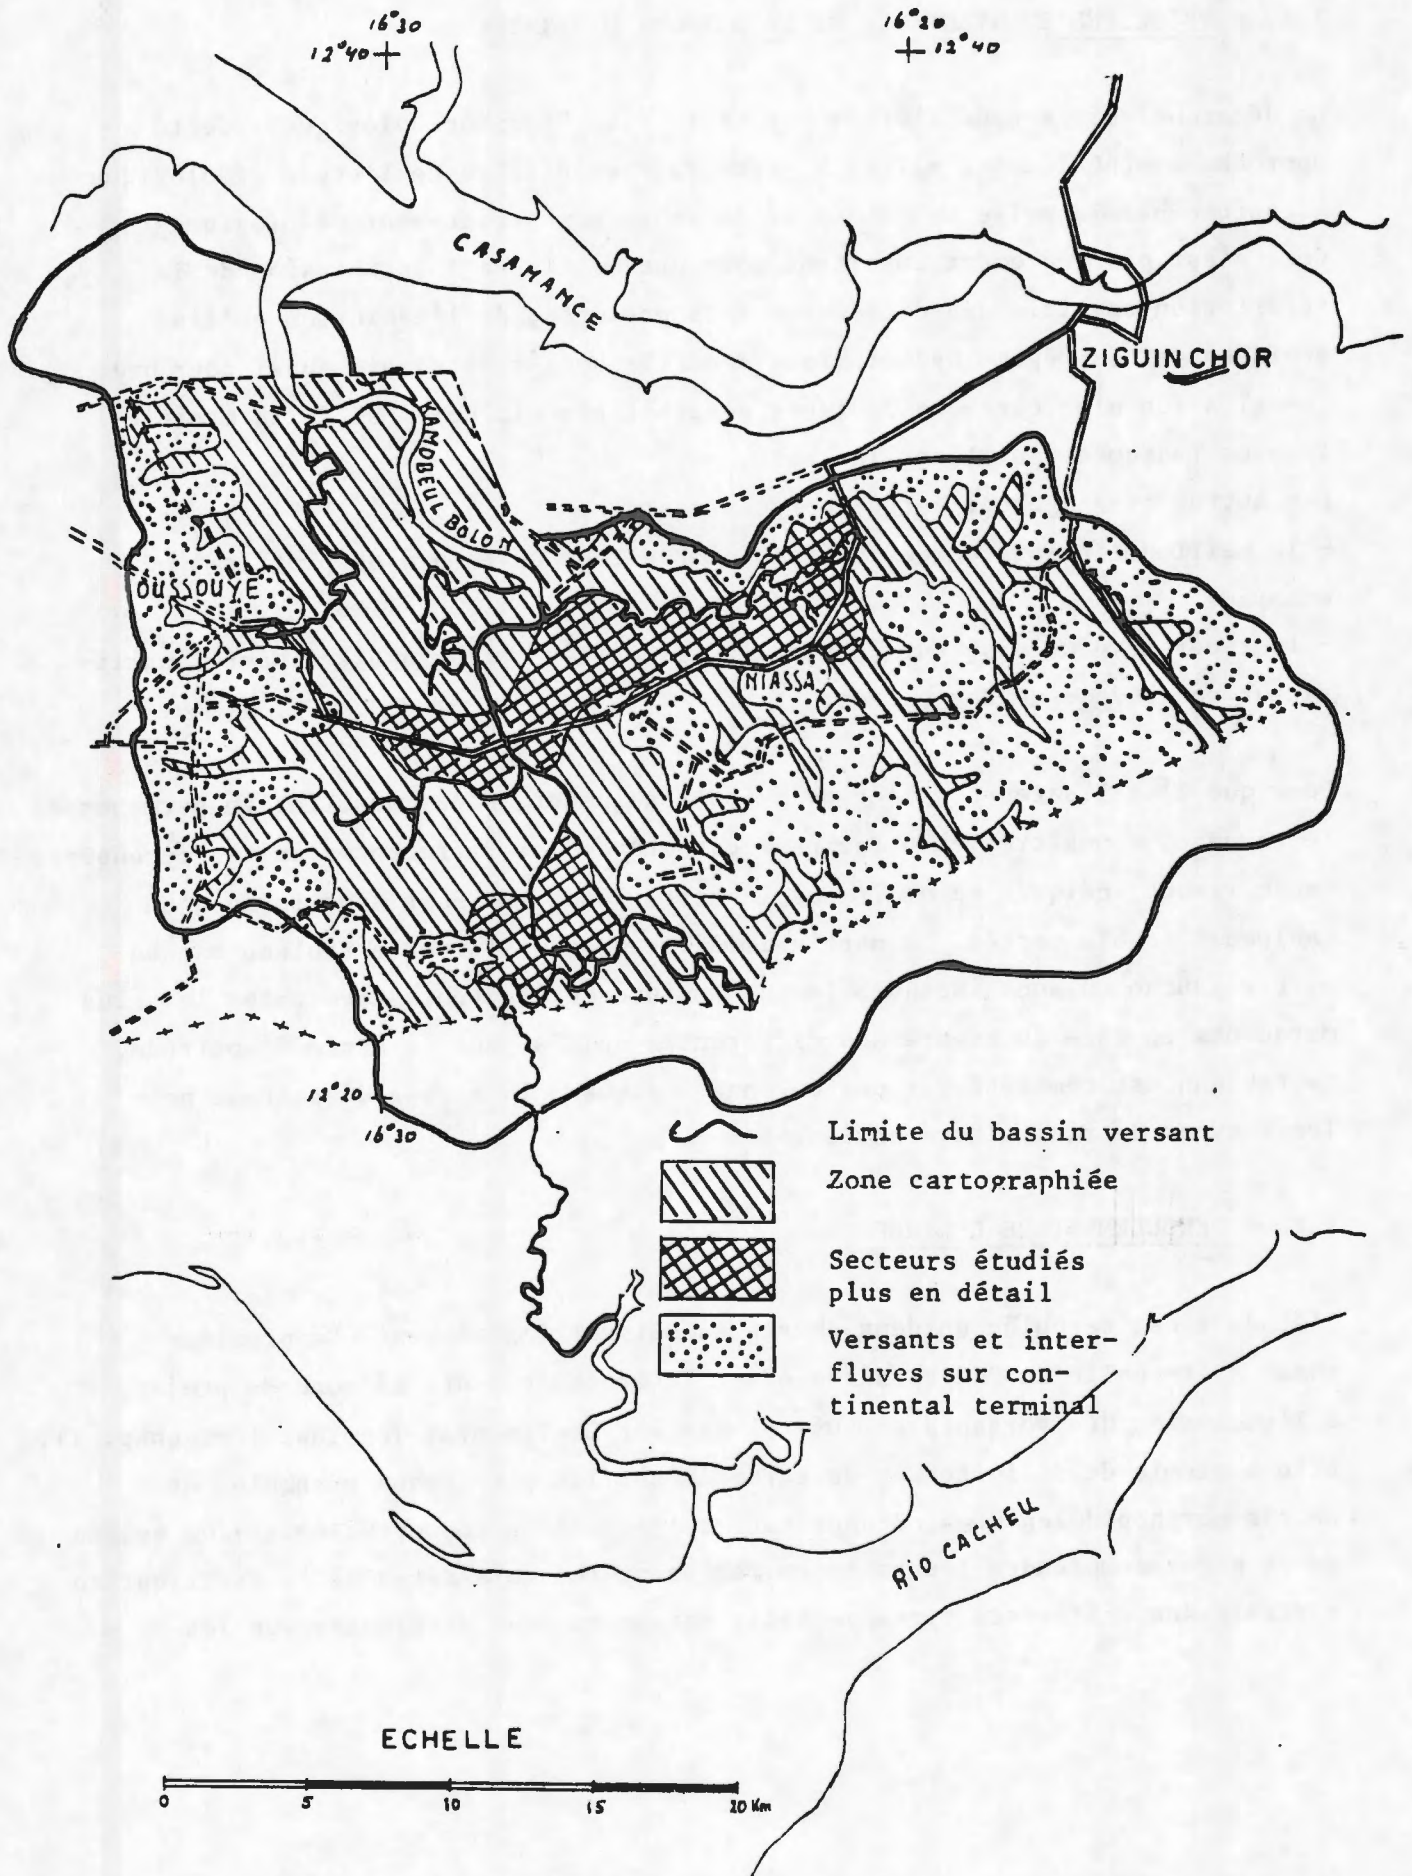 16°30
12°40
16°20
12°40
CASAMANCE
ZIGUINCHOR
KAMOBEUL BOLON
OUSSOUYE
NIASSA
12°20
16°30
Limite du bassin versant
Zone cartographiée
Secteurs étudiés
plus en détail
Versants et inter-
fluves sur con-
tinental terminal
RIO CACHEU
ECHELLE
0 5 10 15 20 Km